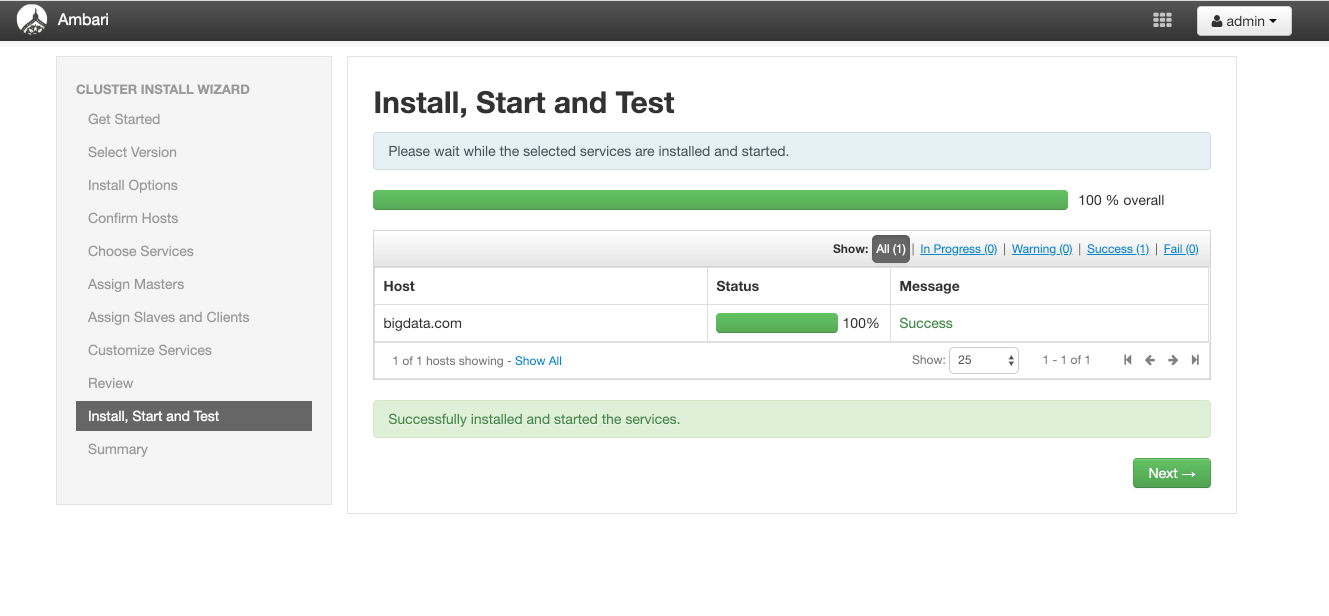 Ambari
admin
CLUSTER INSTALL WIZARD
Get Started
Select Version
Install Options
Confirm Hosts
Choose Services
Assign Masters
Assign Slaves and Clients
Customize Services
Review
Install, Start and Test
Summary
Install, Start and Test
Please wait while the selected services are installed and started.
100 % overall
Show: All (1) | In Progress (0) | Warning (0) | Success (1) | Fail (0)
Host Status Message
bigdata.com 100% Success
1 of 1 hosts showing - Show All Show: 25 1 - 1 of 1
Successfully installed and started the services.
Next →